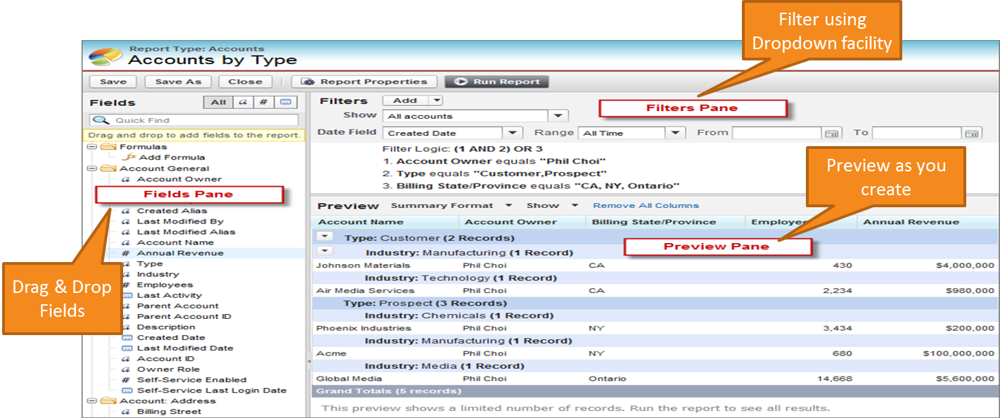 Filter using
Dropdown facility
Report Type: Accounts
Accounts by Type
Save Save As Close Report Properties Run Report
Fields All a #
Quick Find
Drag and drop to add fields to the report.
Formulas
fx Add Formula
Account General
a Account Owner
Fields Pane
a Created Alias
a Last Modified By
a Last Modified Alias
a Account Name
# Annual Revenue
a Type
a Industry
# Employees
Last Activity
a Parent Account
a Parent Account ID
a Description
Created Date
Last Modified Date
a Account ID
a Owner Role
# Self-Service Enabled
Self-Service Last Login Date
Account: Address
a Billing Street
Drag & Drop
Fields
Filters Add
Filters Pane
Show All accounts
Date Field Created Date Range All Time From To
Filter Logic: (1 AND 2) OR 3
1. Account Owner equals "Phil Choi"
2. Type equals "Customer,Prospect"
3. Billing State/Province equals "CA, NY, Ontario"
Preview as you
create
Preview Summary Format Show Remove All Columns
Account Name Account Owner Billing State/Province Employee Annual Revenue
Type: Customer (2 Records)
Preview Pane
Industry: Manufacturing (1 Record)
Johnson Materials Phil Choi CA 430 $4,000,000
Industry: Technology (1 Record)
Air Media Services Phil Choi CA 2,234 $980,000
Type: Prospect (3 Records)
Industry: Chemicals (1 Record)
Phoenix Industries Phil Choi NY 3,434 $200,000
Industry: Manufacturing (1 Record)
Acme Phil Choi NY 680 $100,000,000
Industry: Media (1 Record)
Global Media Phil Choi Ontario 14,668 $5,600,000
Grand Totals (5 records)
This preview shows a limited number of records. Run the report to see all results.